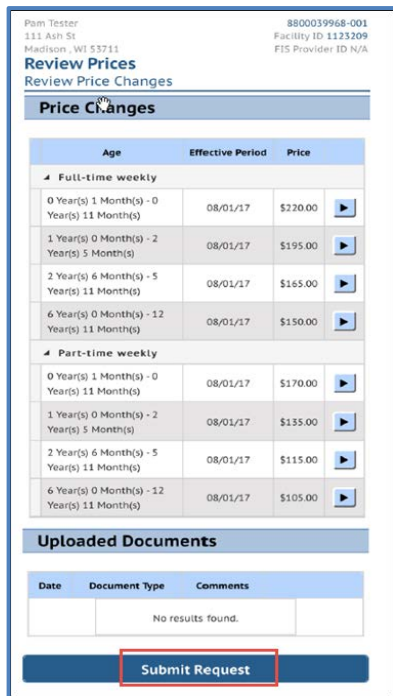 Pam Tester 8800039968-001
111 Ash St Facility ID 1123209
Madison , WI 53711 FIS Provider ID N/A
Review Prices
Review Price Changes
Price Changes
Age Effective Period Price
Full-time weekly
0 Year(s) 1 Month(s) - 0
Year(s) 11 Month(s) 08/01/17 $220.00
1 Year(s) 0 Month(s) - 2
Year(s) 5 Month(s) 08/01/17 $195.00
2 Year(s) 6 Month(s) - 5
Year(s) 11 Month(s) 08/01/17 $165.00
6 Year(s) 0 Month(s) - 12
Year(s) 11 Month(s) 08/01/17 $150.00
Part-time weekly
0 Year(s) 1 Month(s) - 0
Year(s) 11 Month(s) 08/01/17 $170.00
1 Year(s) 0 Month(s) - 2
Year(s) 5 Month(s) 08/01/17 $135.00
2 Year(s) 6 Month(s) - 5
Year(s) 11 Month(s) 08/01/17 $115.00
6 Year(s) 0 Month(s) - 12
Year(s) 11 Month(s) 08/01/17 $105.00
Uploaded Documents
Date Document Type Comments
No results found.
Submit Request